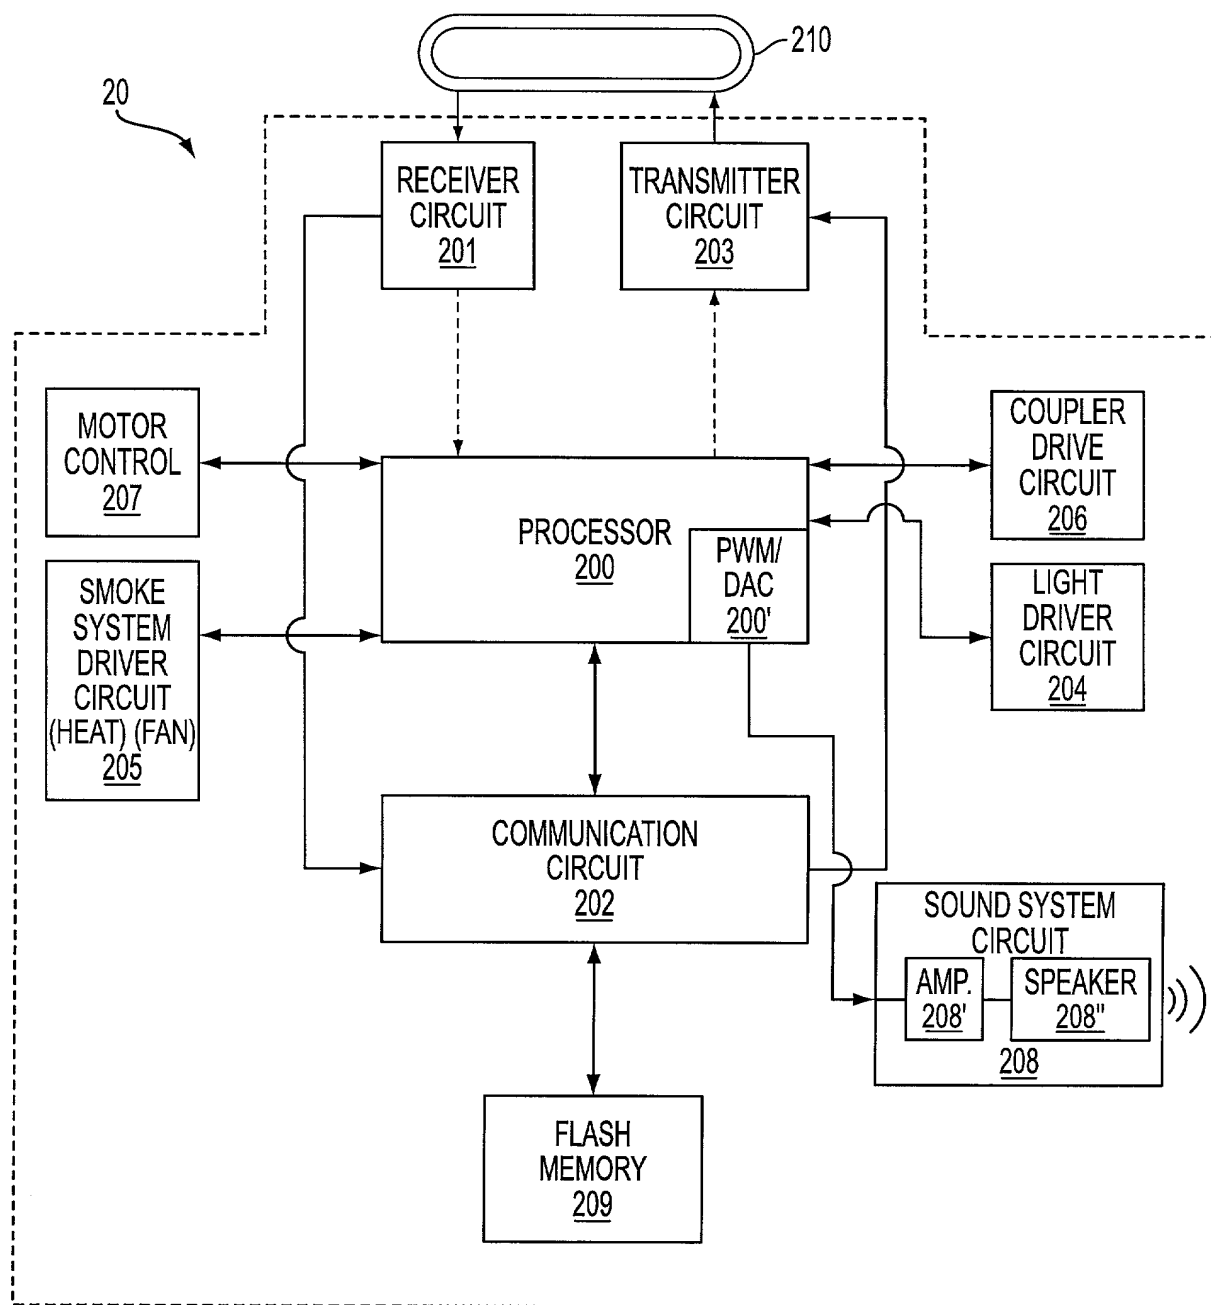 210
20
RECEIVER
CIRCUIT
201
TRANSMITTER
CIRCUIT
203
MOTOR
CONTROL
207
COUPLER
DRIVE
CIRCUIT
206
PROCESSOR
200
PWM/
DAC
200'
SMOKE
SYSTEM
DRIVER
CIRCUIT
(HEAT) (FAN)
205
LIGHT
DRIVER
CIRCUIT
204
COMMUNICATION
CIRCUIT
202
SOUND SYSTEM
CIRCUIT
AMP.
208'
SPEAKER
208"
208
FLASH
MEMORY
209